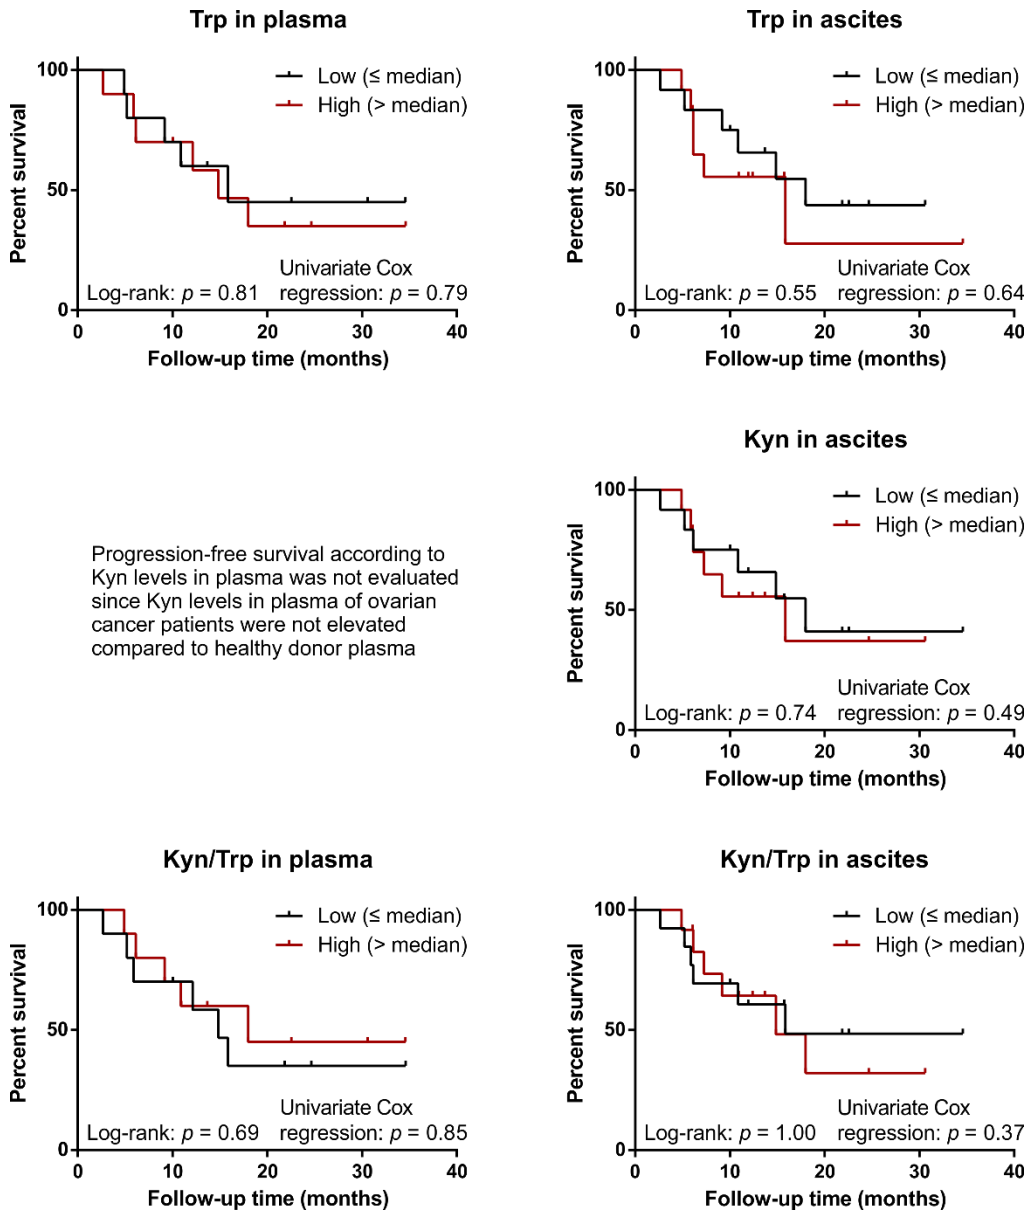 Trp in plasma
Percent survival
100
50
0
Low (≤ median)
High (> median)
Log-rank: p = 0.81
Univariate Cox
regression: p = 0.79
0 10 20 30 40
Follow-up time (months)
Trp in ascites
Percent survival
100
50
0
Low (≤ median)
High (> median)
Log-rank: p = 0.55
Univariate Cox
regression: p = 0.64
0 10 20 30 40
Follow-up time (months)
Progression-free survival according to
Kyn levels in plasma was not evaluated
since Kyn levels in plasma of ovarian
cancer patients were not elevated
compared to healthy donor plasma
Kyn in ascites
Percent survival
100
50
0
Low (≤ median)
High (> median)
Log-rank: p = 0.74
Univariate Cox
regression: p = 0.49
0 10 20 30 40
Follow-up time (months)
Kyn/Trp in plasma
Percent survival
100
50
0
Low (≤ median)
High (> median)
Log-rank: p = 0.69
Univariate Cox
regression: p = 0.85
0 10 20 30 40
Follow-up time (months)
Kyn/Trp in ascites
Percent survival
100
50
0
Low (≤ median)
High (> median)
Log-rank: p = 1.00
Univariate Cox
regression: p = 0.37
0 10 20 30 40
Follow-up time (months)